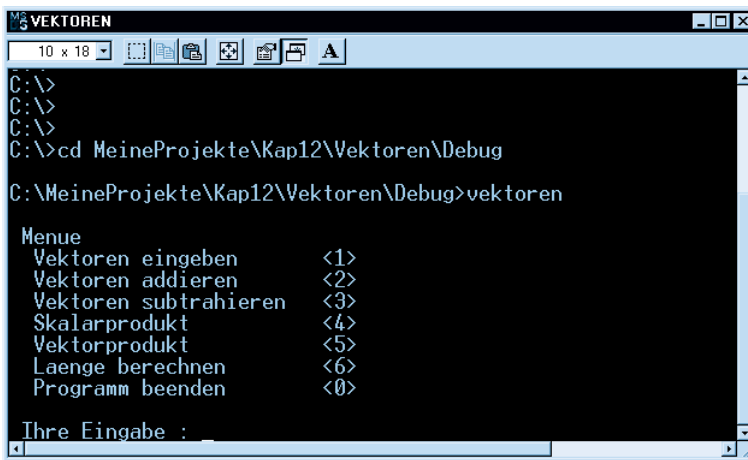 VEKTOREN
10 x 18 A
C:\>
C:\>
C:\>
C:\>cd MeineProjekte\Kap12\Vektoren\Debug
C:\MeineProjekte\Kap12\Vektoren\Debug>vektoren
Menue
Vektoren eingeben <1>
Vektoren addieren <2>
Vektoren subtrahieren <3>
Skalarprodukt <4>
Vektorprodukt <5>
Laenge berechnen <6>
Programm beenden <0>
Ihre Eingabe : _